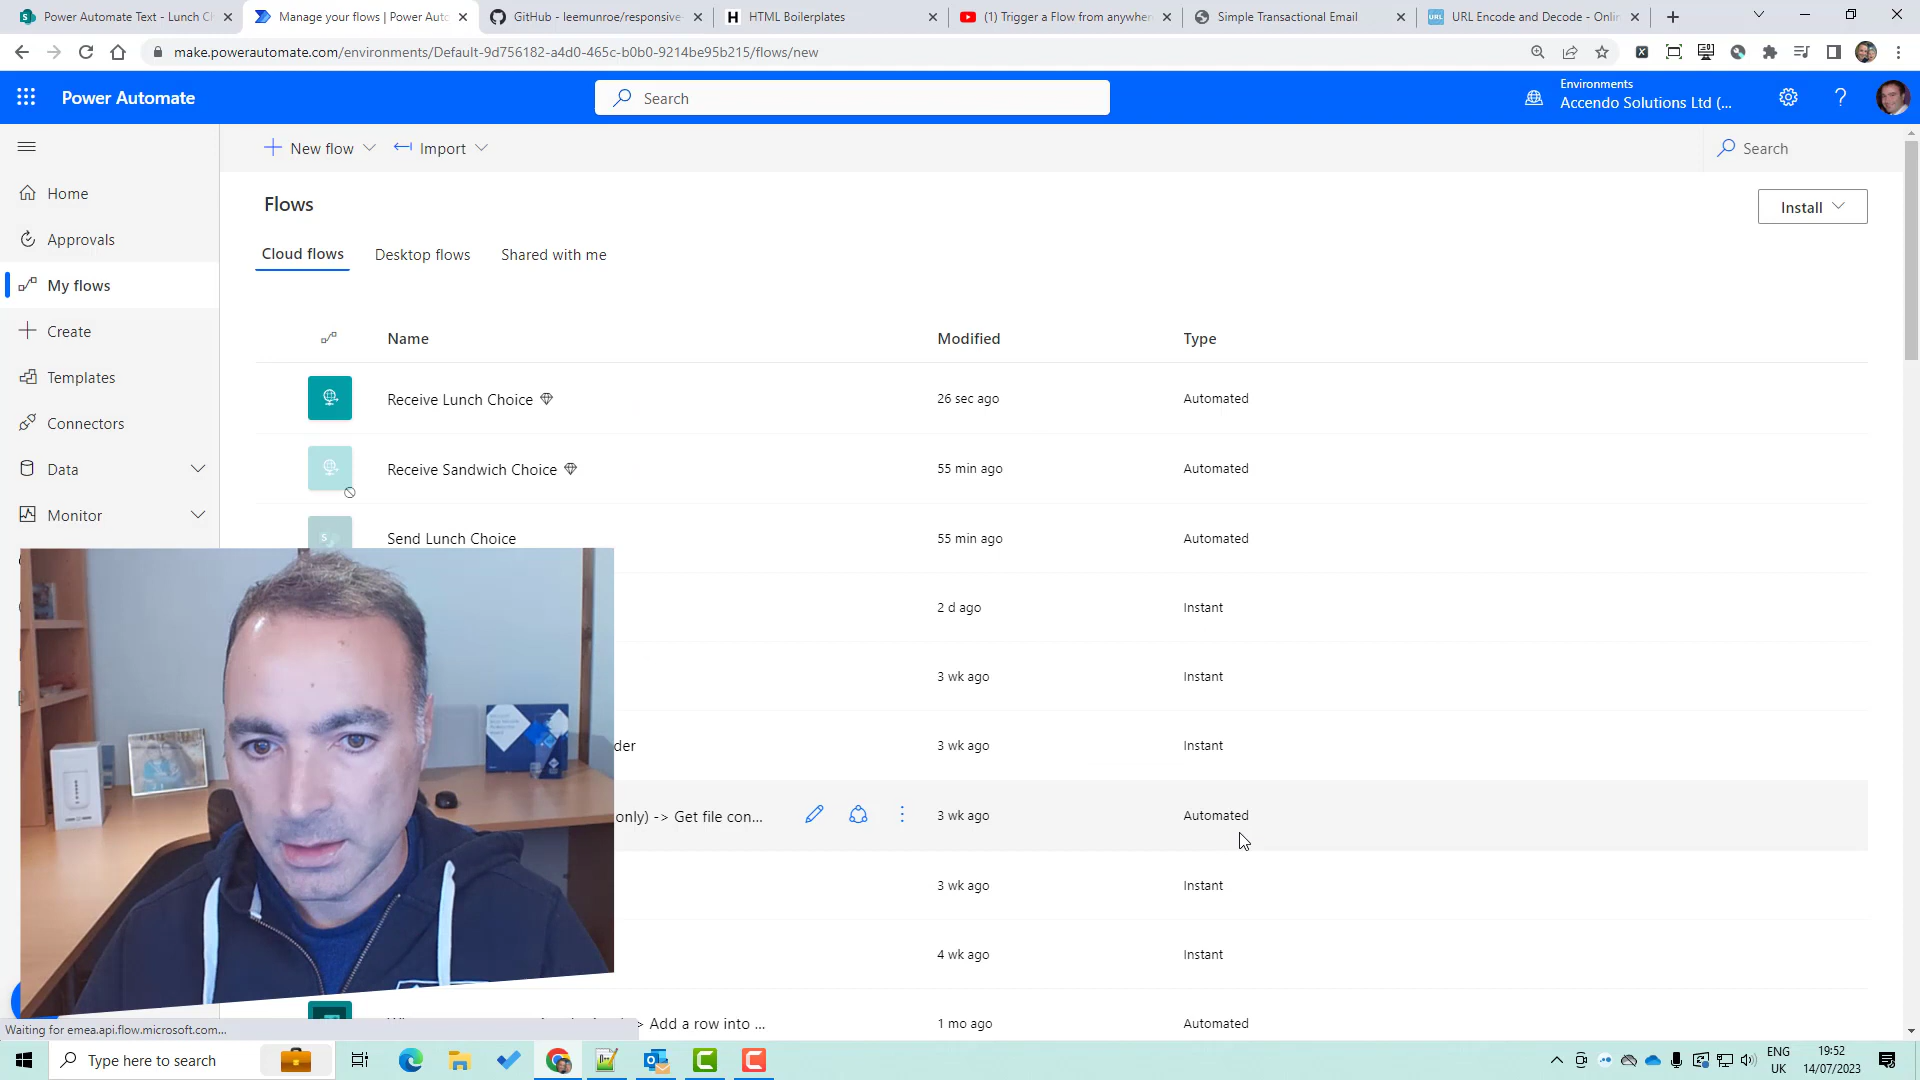 Power Automate Text - Lunch Cl
Manage your flows | Power Auto
GitHub - leemunroe/responsive-
HTML Boilerplates
(1) Trigger a Flow from anywher
Simple Transactional Email
URL Encode and Decode - Onlin
make.powerautomate.com/environments/Default-9d756182-a4d0-465c-b0b0-9214be95b215/flows/new
Power Automate
Search
Environments
Accendo Solutions Ltd (...
New flow
Import
Search
Home
Approvals
My flows
Create
Templates
Connectors
Data
Monitor
Flows
Install
Cloud flows
Desktop flows
Shared with me
Name
Modified
Type
Receive Lunch Choice
26 sec ago
Automated
Receive Sandwich Choice
55 min ago
Automated
Send Lunch Choice
55 min ago
Automated
2 d ago
Instant
3 wk ago
Instant
der
3 wk ago
Instant
only) -> Get file con...
3 wk ago
Automated
3 wk ago
Instant
4 wk ago
Instant
> Add a row into ...
1 mo ago
Automated
Waiting for emea.api.flow.microsoft.com...
Type here to search
ENG
UK
19:52
14/07/2023